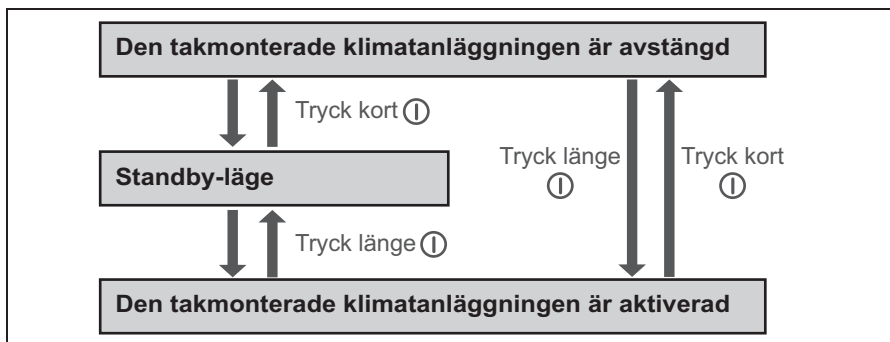 Den takmonterade klimatanläggningen är avstängd
Tryck kort
Tryck länge
Tryck kort
Standby-läge
Tryck länge
Den takmonterade klimatanläggningen är aktiverad